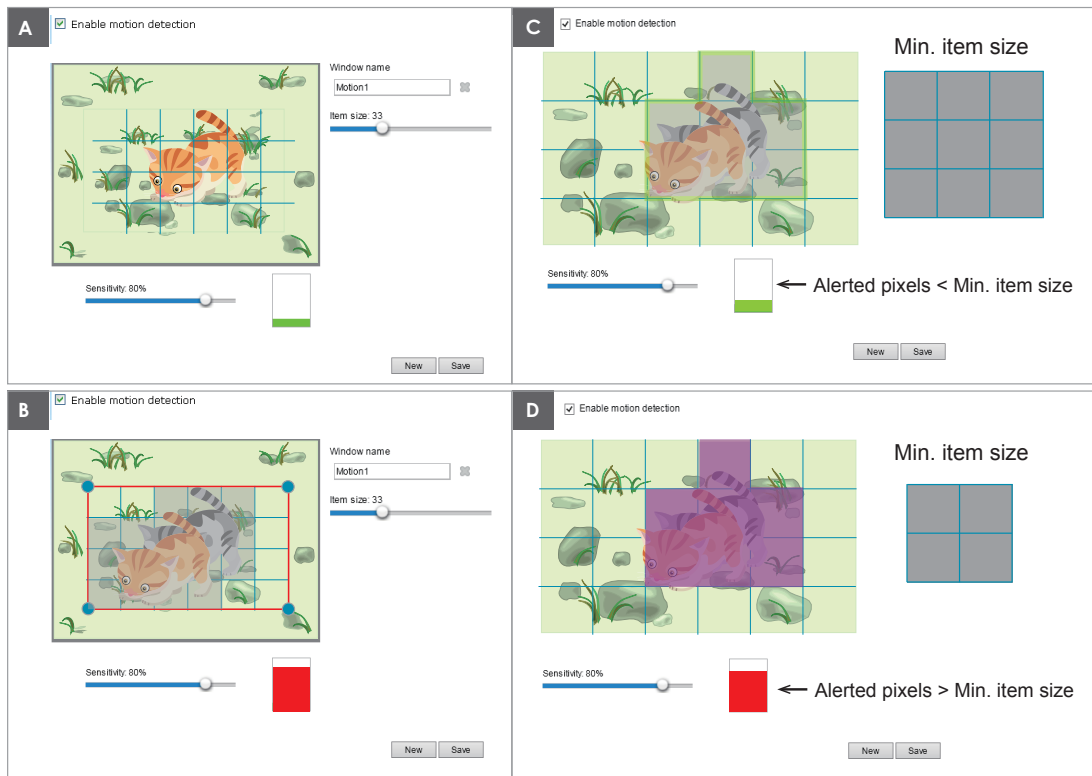 A
Enable motion detection
Window name
Motion1
Item size: 33
Sensitivity: 80%
New Save
B
Enable motion detection
Window name
Motion1
Item size: 33
Sensitivity: 80%
New Save
C
Enable motion detection
Min. item size
Sensitivity: 80%
Alerted pixels < Min. item size
New Save
D
Enable motion detection
Min. item size
Sensitivity: 80%
Alerted pixels > Min. item size
New Save